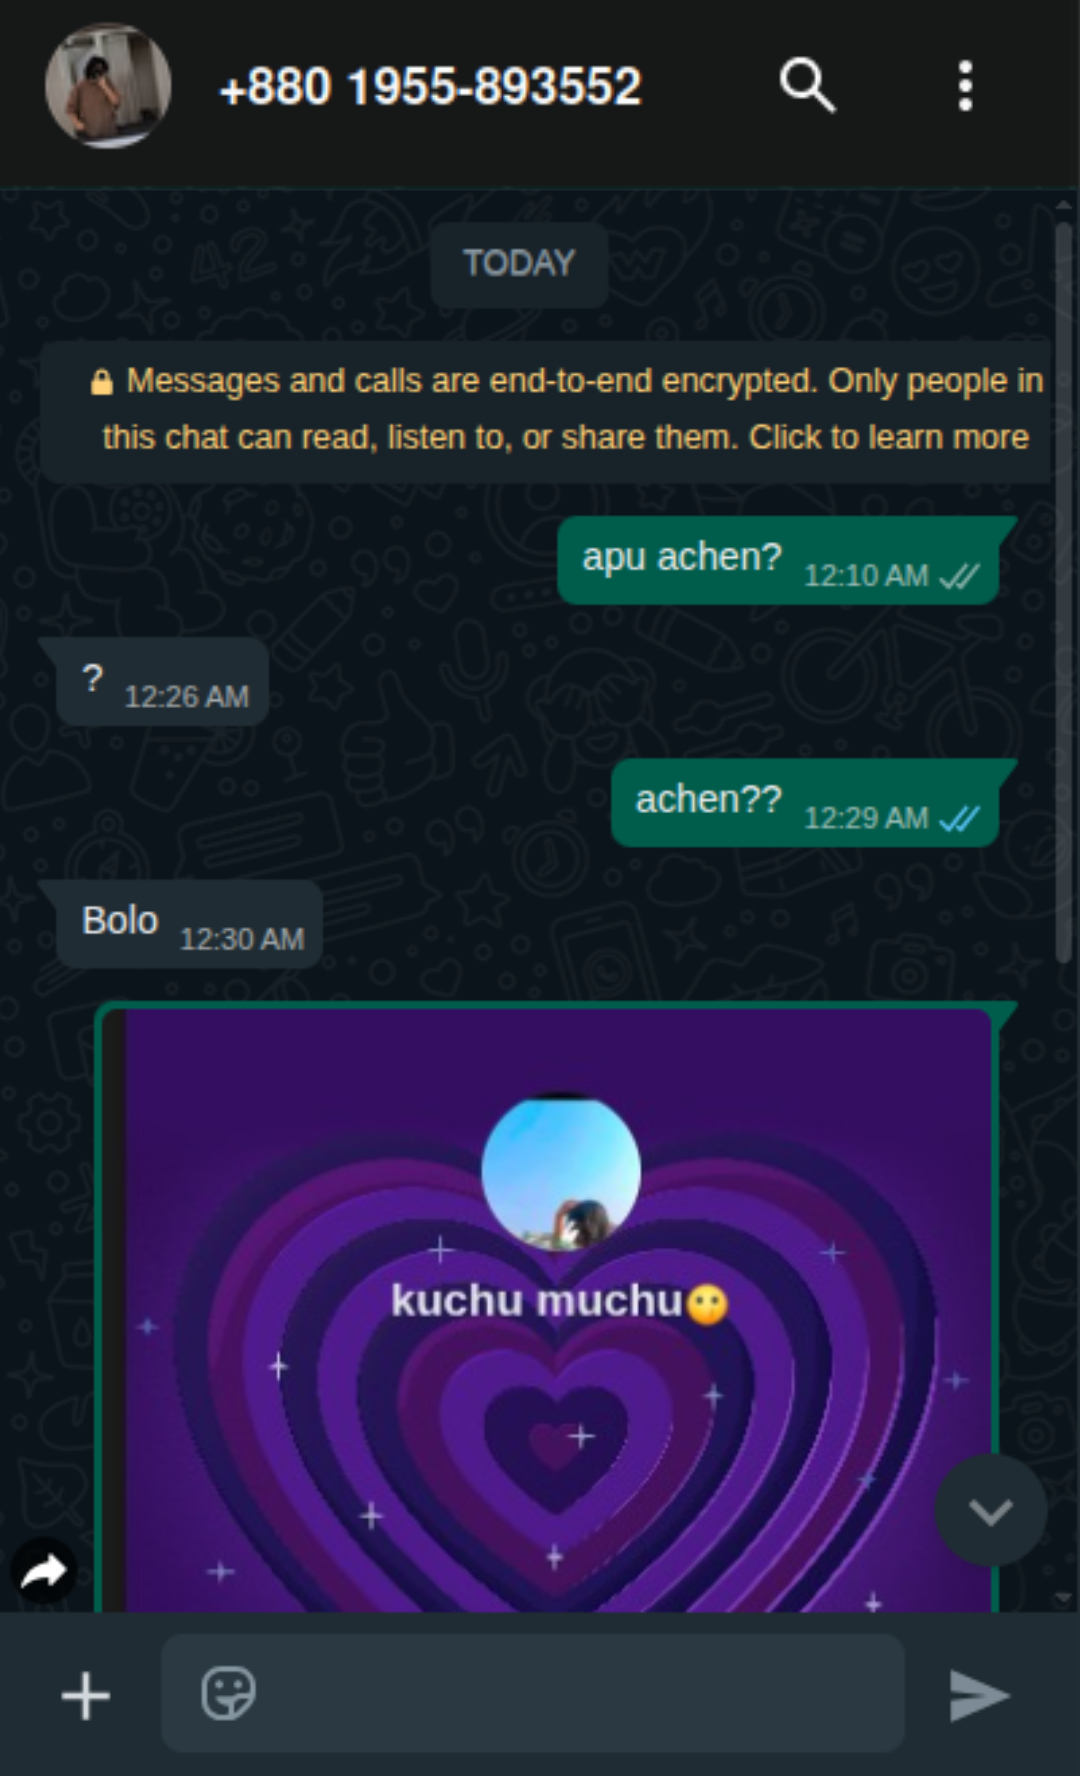 +880 1955-893552
TODAY
🔒 Messages and calls are end-to-end encrypted. Only people in
this chat can read, listen to, or share them. Click to learn more
apu achen? 12:10 AM
? 12:26 AM
achen?? 12:29 AM
Bolo 12:30 AM
kuchu muchu😶